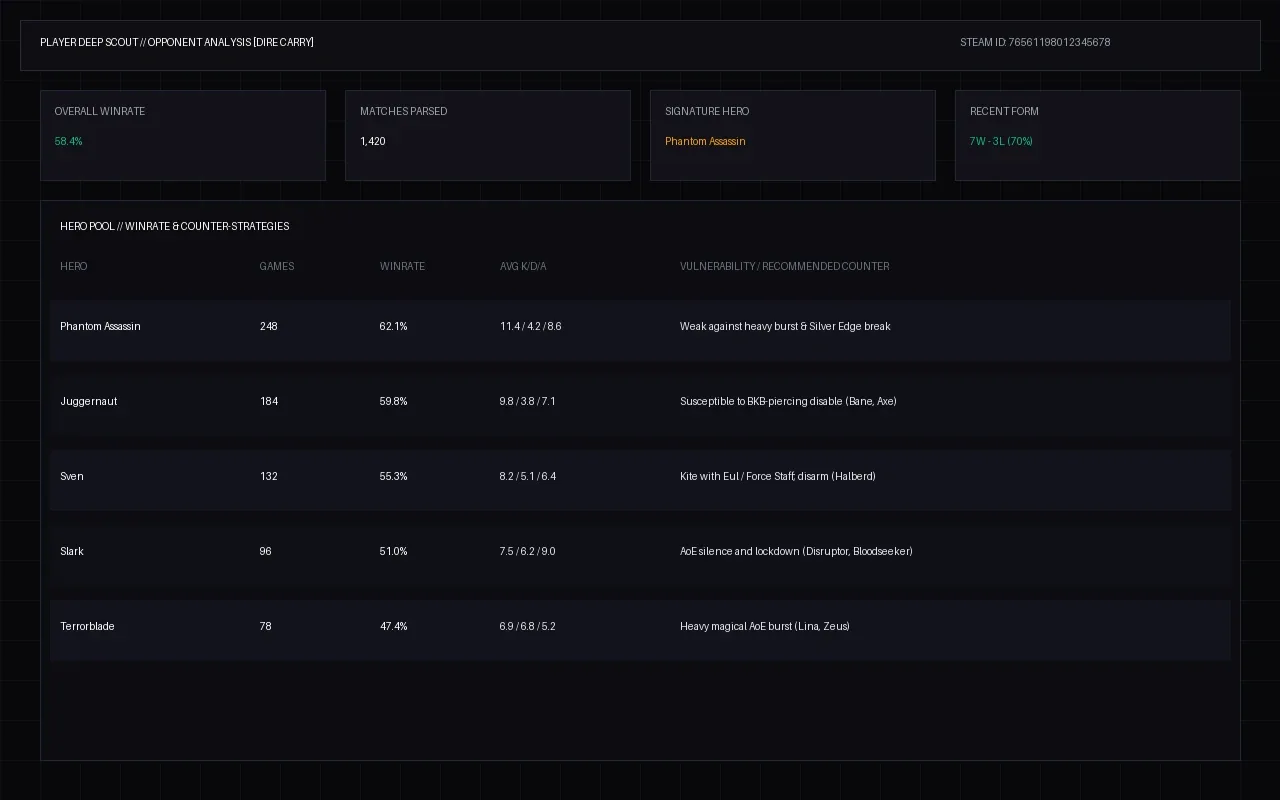 PLAYER DEEP SCOUT // OPPONENT ANALYSIS [DIRE CARRY] STEAM ID: 76561198012345678
OVERALL WINRATE MATCHES PARSED SIGNATURE HERO RECENT FORM
58.4% 1,420 Phantom Assassin 7W - 3L (70%)
HERO POOL // WINRATE & COUNTER-STRATEGIES
HERO GAMES WINRATE AVG K/D/A VULNERABILITY / RECOMMENDED COUNTER
Phantom Assassin 248 62.1% 11.4 / 4.2 / 8.6 Weak against heavy burst & Silver Edge break
Juggernaut 184 59.8% 9.8 / 3.8 / 7.1 Susceptible to BKB-piercing disable (Bane, Axe)
Sven 132 55.3% 8.2 / 5.1 / 6.4 Kite with Eul / Force Staff; disarm (Halberd)
Slark 96 51.0% 7.5 / 6.2 / 9.0 AoE silence and lockdown (Disruptor, Bloodseeker)
Terrorblade 78 47.4% 6.9 / 6.8 / 5.2 Heavy magical AoE burst (Lina, Zeus)